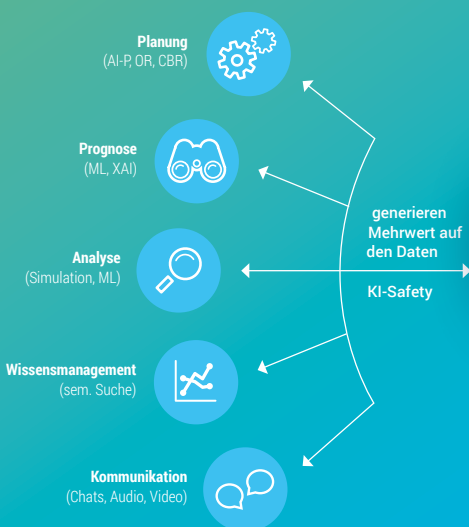 Planung
(AI-P, OR, CBR)
Prognose
(ML, XAI)
generieren
Mehrwert auf
den Daten
Analyse
(Simulation, ML)
KI-Safety
Wissensmanagement
(sem. Suche)
Kommunikation
(Chats, Audio, Video)